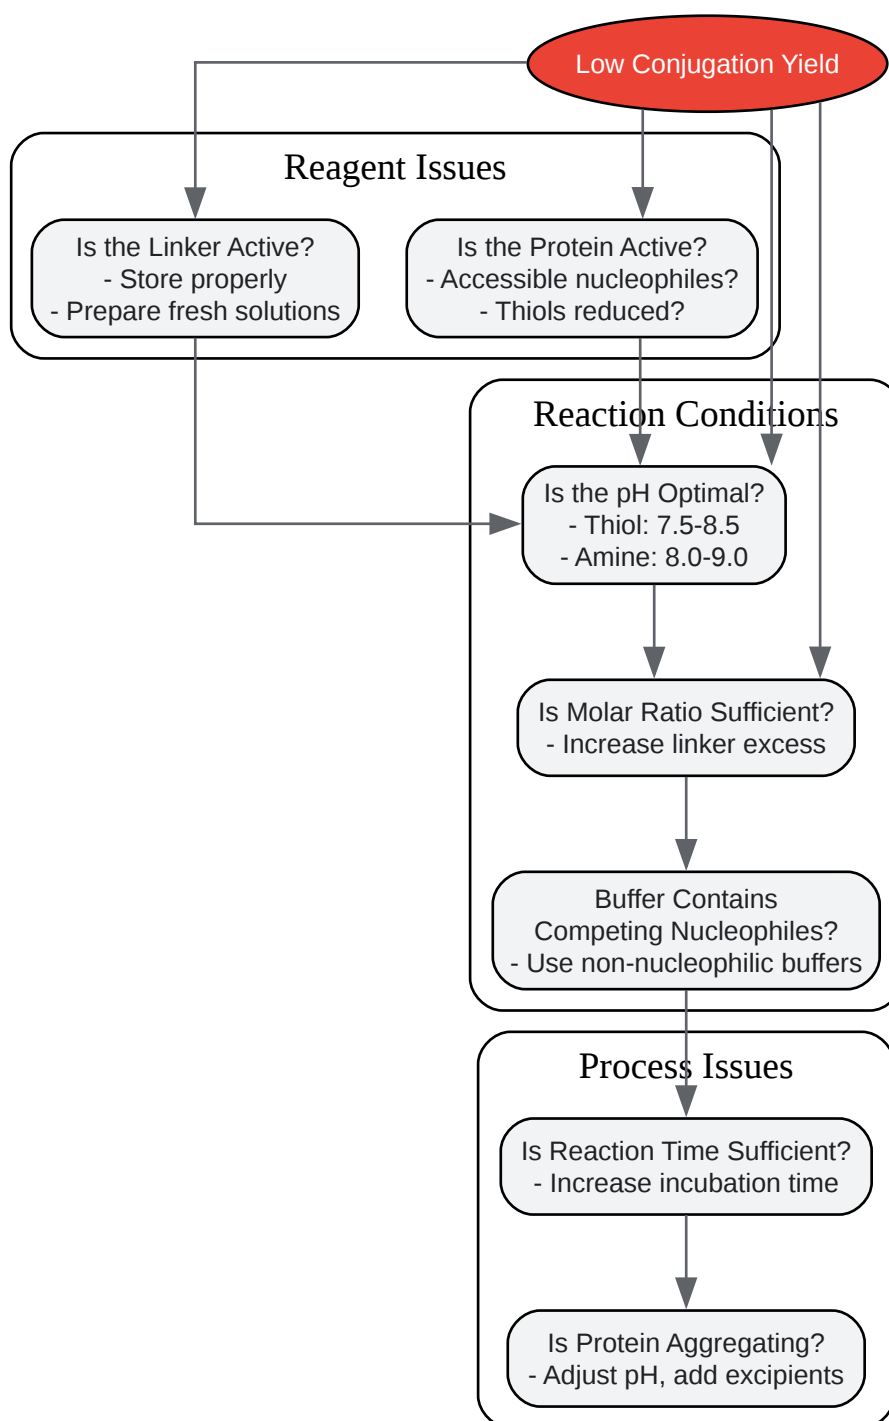 Low Conjugation Yield
Reagent Issues
Is the Linker Active?
- Store properly
- Prepare fresh solutions
Is the Protein Active?
- Accessible nucleophiles?
- Thiols reduced?
Reaction Conditions
Is the pH Optimal?
- Thiol: 7.5-8.5
- Amine: 8.0-9.0
Is Molar Ratio Sufficient?
- Increase linker excess
Buffer Contains
Competing Nucleophiles?
- Use non-nucleophilic buffers
Process Issues
Is Reaction Time Sufficient?
- Increase incubation time
Is Protein Aggregating?
- Adjust pH, add excipients